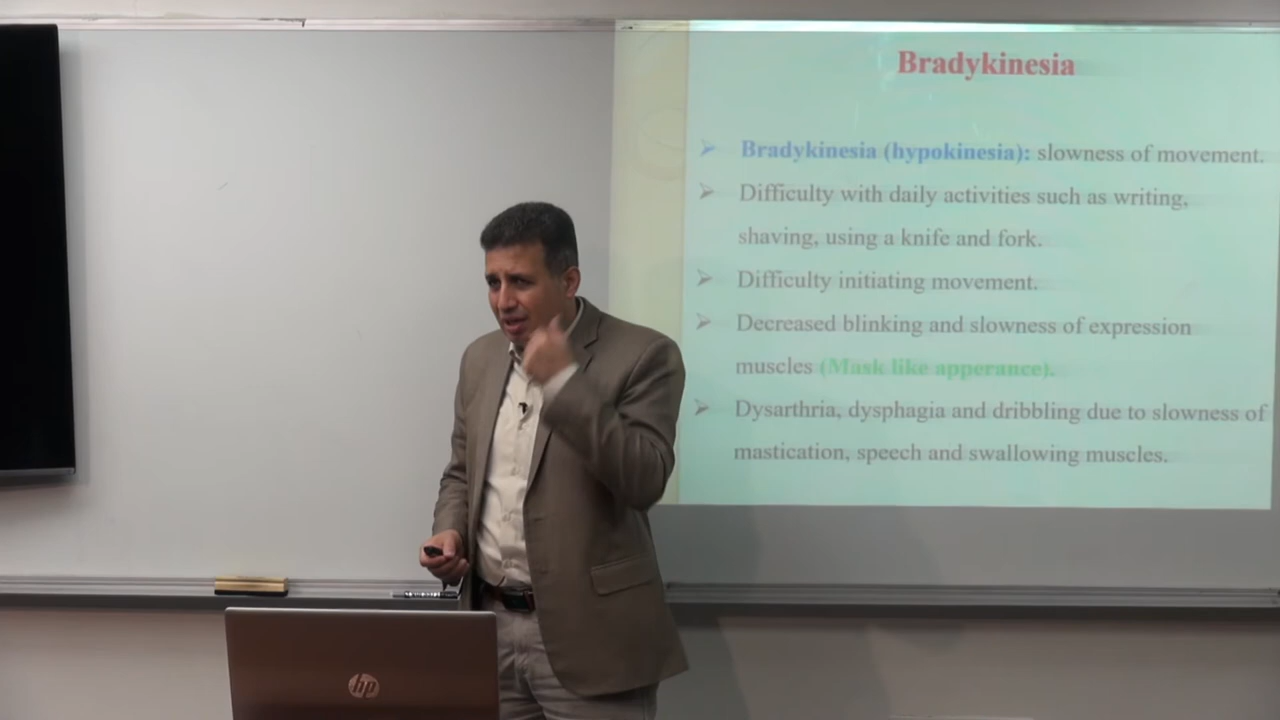 Bradykinesia
➢ Bradykinesia (hypokinesia): slowness of movement.
➢ Difficulty with daily activities such as writing,
shaving, using a knife and fork.
➢ Difficulty initiating movement.
➢ Decreased blinking and slowness of expression
muscles (Mask like apperance).
➢ Dysarthria, dysphagia and dribbling due to slowness of
mastication, speech and swallowing muscles.
hp